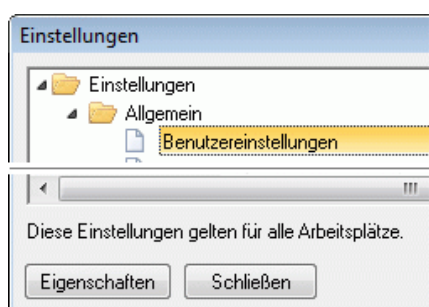 Einstellungen
Einstellungen
Allgemein
Benutzereinstellungen
Diese Einstellungen gelten für alle Arbeitsplätze.
Eigenschaften Schließen